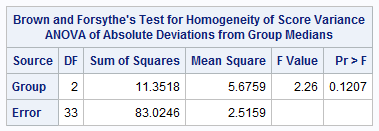 Brown and Forsythe's Test for Homogeneity of Score Variance
ANOVA of Absolute Deviations from Group Medians
Source DF Sum of Squares Mean Square F Value Pr > F
Group 2 11.3518 5.6759 2.26 0.1207
Error 33 83.0246 2.5159